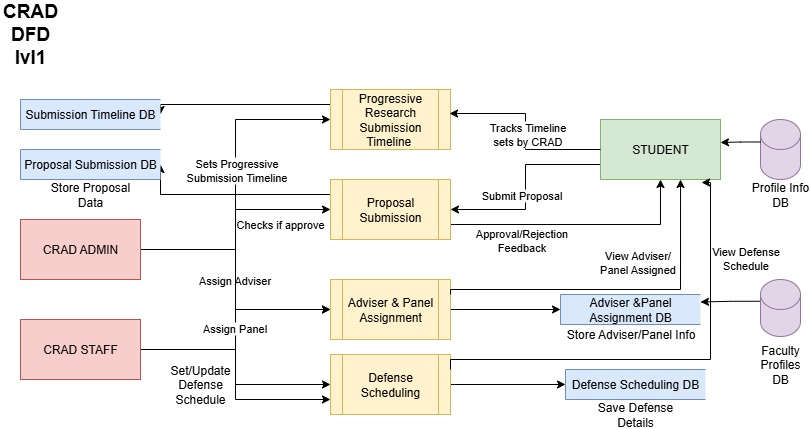 CRAD
DFD
lvl1
Submission Timeline DB
Progressive
Research
Submission
Timeline
Tracks Timeline
sets by CRAD
STUDENT
Profile Info
DB
Proposal Submission DB
Store Proposal
Data
Sets Progressive
Submission Timeline
Proposal
Submission
Submit Proposal
Checks if approve
Approval/Rejection
Feedback
CRAD ADMIN
View Adviser/
Panel Assigned
View Defense
Schedule
Assign Adviser
Adviser & Panel
Assignment
Adviser &Panel
Assignment DB
Store Adviser/Panel Info
Assign Panel
Faculty
Profiles
DB
CRAD STAFF
Set/Update
Defense
Schedule
Defense
Scheduling
Defense Scheduling DB
Save Defense
Details